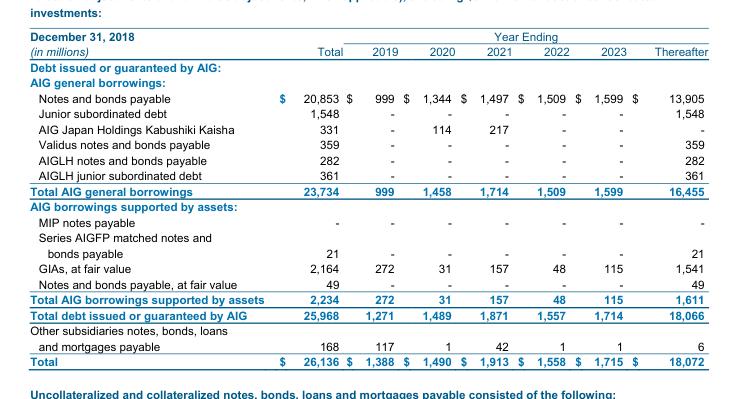 investments:
December 31, 2018 Year Ending
(in millions) Total 2019 2020 2021 2022 2023 Thereafter
Debt issued or guaranteed by AIG:
AIG general borrowings:
Notes and bonds payable $ 20,853 $ 999 $ 1,344 $ 1,497 $ 1,509 $ 1,599 $ 13,905
Junior subordinated debt 1,548 - - - - - 1,548
AIG Japan Holdings Kabushiki Kaisha 331 - 114 217 - - -
Validus notes and bonds payable 359 - - - - - 359
AIGLH notes and bonds payable 282 - - - - - 282
AIGLH junior subordinated debt 361 - - - - - 361
Total AIG general borrowings 23,734 999 1,458 1,714 1,509 1,599 16,455
AIG borrowings supported by assets:
MIP notes payable - - - - - - -
Series AIGFP matched notes and
bonds payable 21 - - - - - 21
GIAs, at fair value 2,164 272 31 157 48 115 1,541
Notes and bonds payable, at fair value 49 - - - - - 49
Total AIG borrowings supported by assets 2,234 272 31 157 48 115 1,611
Total debt issued or guaranteed by AIG 25,968 1,271 1,489 1,871 1,557 1,714 18,066
Other subsidiaries notes, bonds, loans
and mortgages payable 168 117 1 42 1 1 6
Total $ 26,136 $ 1,388 $ 1,490 $ 1,913 $ 1,558 $ 1,715 $ 18,072
Uncollateralized and collateralized notes, bonds, loans and mortgages payable consisted of the following: